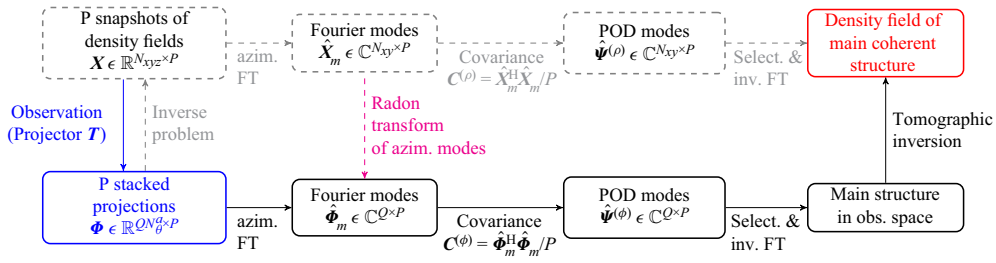 P snapshots of
density fields
X ∈ ℝ^{N_{xyz}×P}
azim.
FT
Fourier modes
X̂_m ∈ ℂ^{N_{xy}×P}
Covariance
C^{(ρ)} = X̂_m^H X̂_m/P
POD modes
Ψ̂^{(ρ)} ∈ ℂ^{N_{xy}×P}
Select. &
inv. FT
Density field of
main coherent
structure
Observation
(Projector T)
Inverse
problem
Radon
transform
of azim. modes
Tomographic
inversion
P stacked
projections
Φ ∈ ℝ^{QN_θ^a×P}
azim.
FT
Fourier modes
Φ̂_m ∈ ℂ^{Q×P}
Covariance
C^{(ϕ)} = Φ̂_m^H Φ̂_m/P
POD modes
Ψ̂^{(ϕ)} ∈ ℂ^{Q×P}
Select. &
inv. FT
Main structure
in obs. space